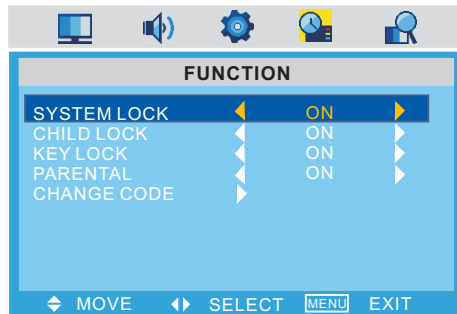 FUNCTION
SYSTEM LOCK ON
CHILD LOCK ON
KEY LOCK ON
PARENTAL ON
CHANGE CODE
MOVE SELECT MENU EXIT